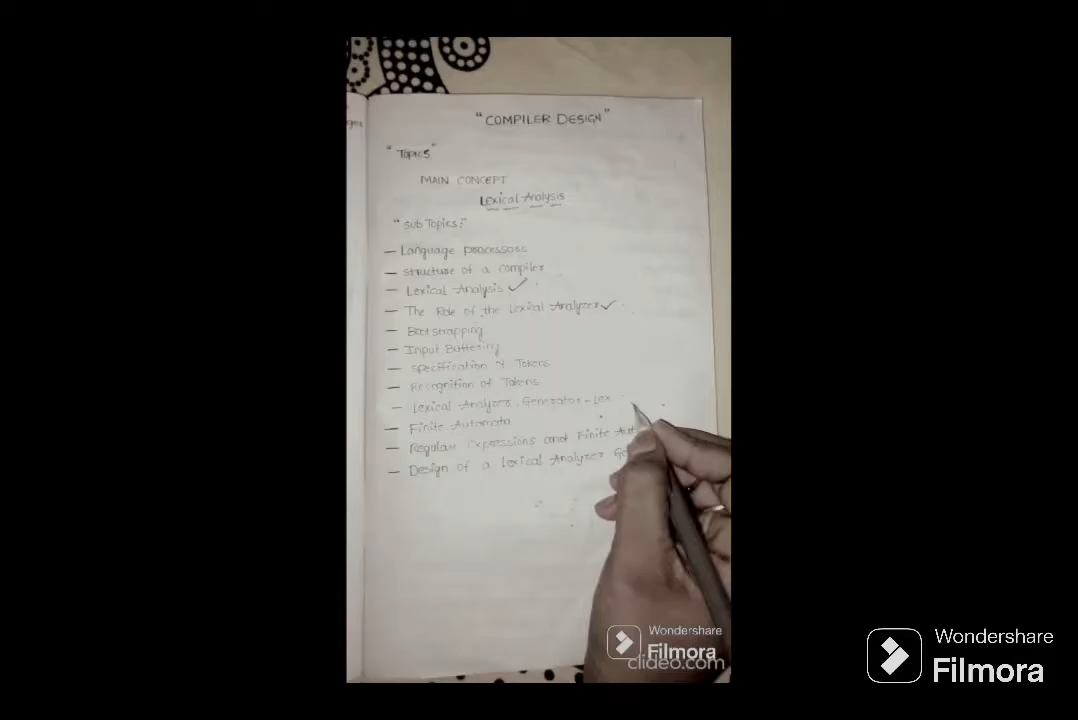 "COMPILER DESIGN"
"TOPICS"
MAIN CONCEPT
Lexical Analysis
"Sub Topics:"
- Language processors
- structure of a compiler
- Lexical Analysis ✓
- The Role of the Lexical Analyzer ✓
- Bootstrapping
- Input Buffering
- Specification of Tokens
- Recognition of Tokens
- Lexical Analyzer Generator - Lex
- Finite Automata
- Regular Expressions and Finite
- Design of a Lexical Analyzer
Wondershare
Filmora
clideo.com
Wondershare
Filmora